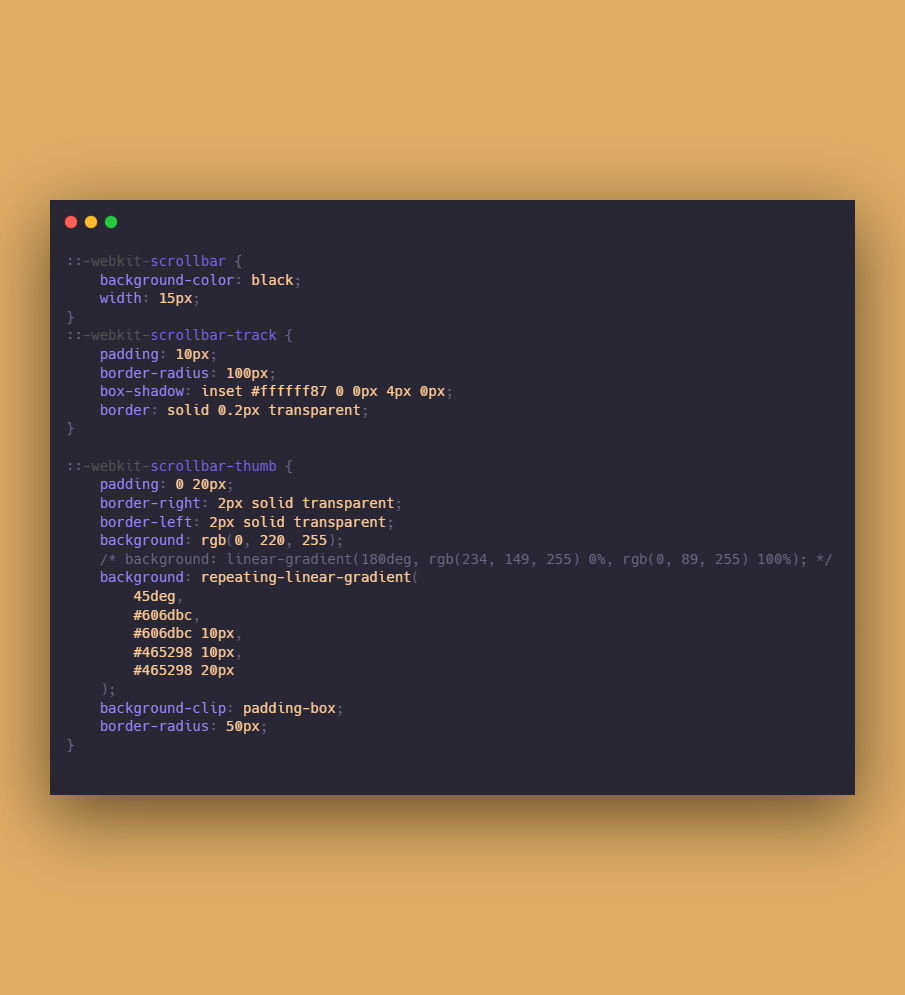 ::-webkit-scrollbar {
    background-color: black;
    width: 15px;
}
::-webkit-scrollbar-track {
    padding: 10px;
    border-radius: 100px;
    box-shadow: inset #ffffff87 0 0px 4px 0px;
    border: solid 0.2px transparent;
}

::-webkit-scrollbar-thumb {
    padding: 0 20px;
    border-right: 2px solid transparent;
    border-left: 2px solid transparent;
    background: rgb(0, 220, 255);
    /* background: linear-gradient(180deg, rgb(234, 149, 255) 0%, rgb(0, 89, 255) 100%); */
    background: repeating-linear-gradient(
        45deg,
        #606dbc,
        #606dbc 10px,
        #465298 10px,
        #465298 20px
    );
    background-clip: padding-box;
    border-radius: 50px;
}